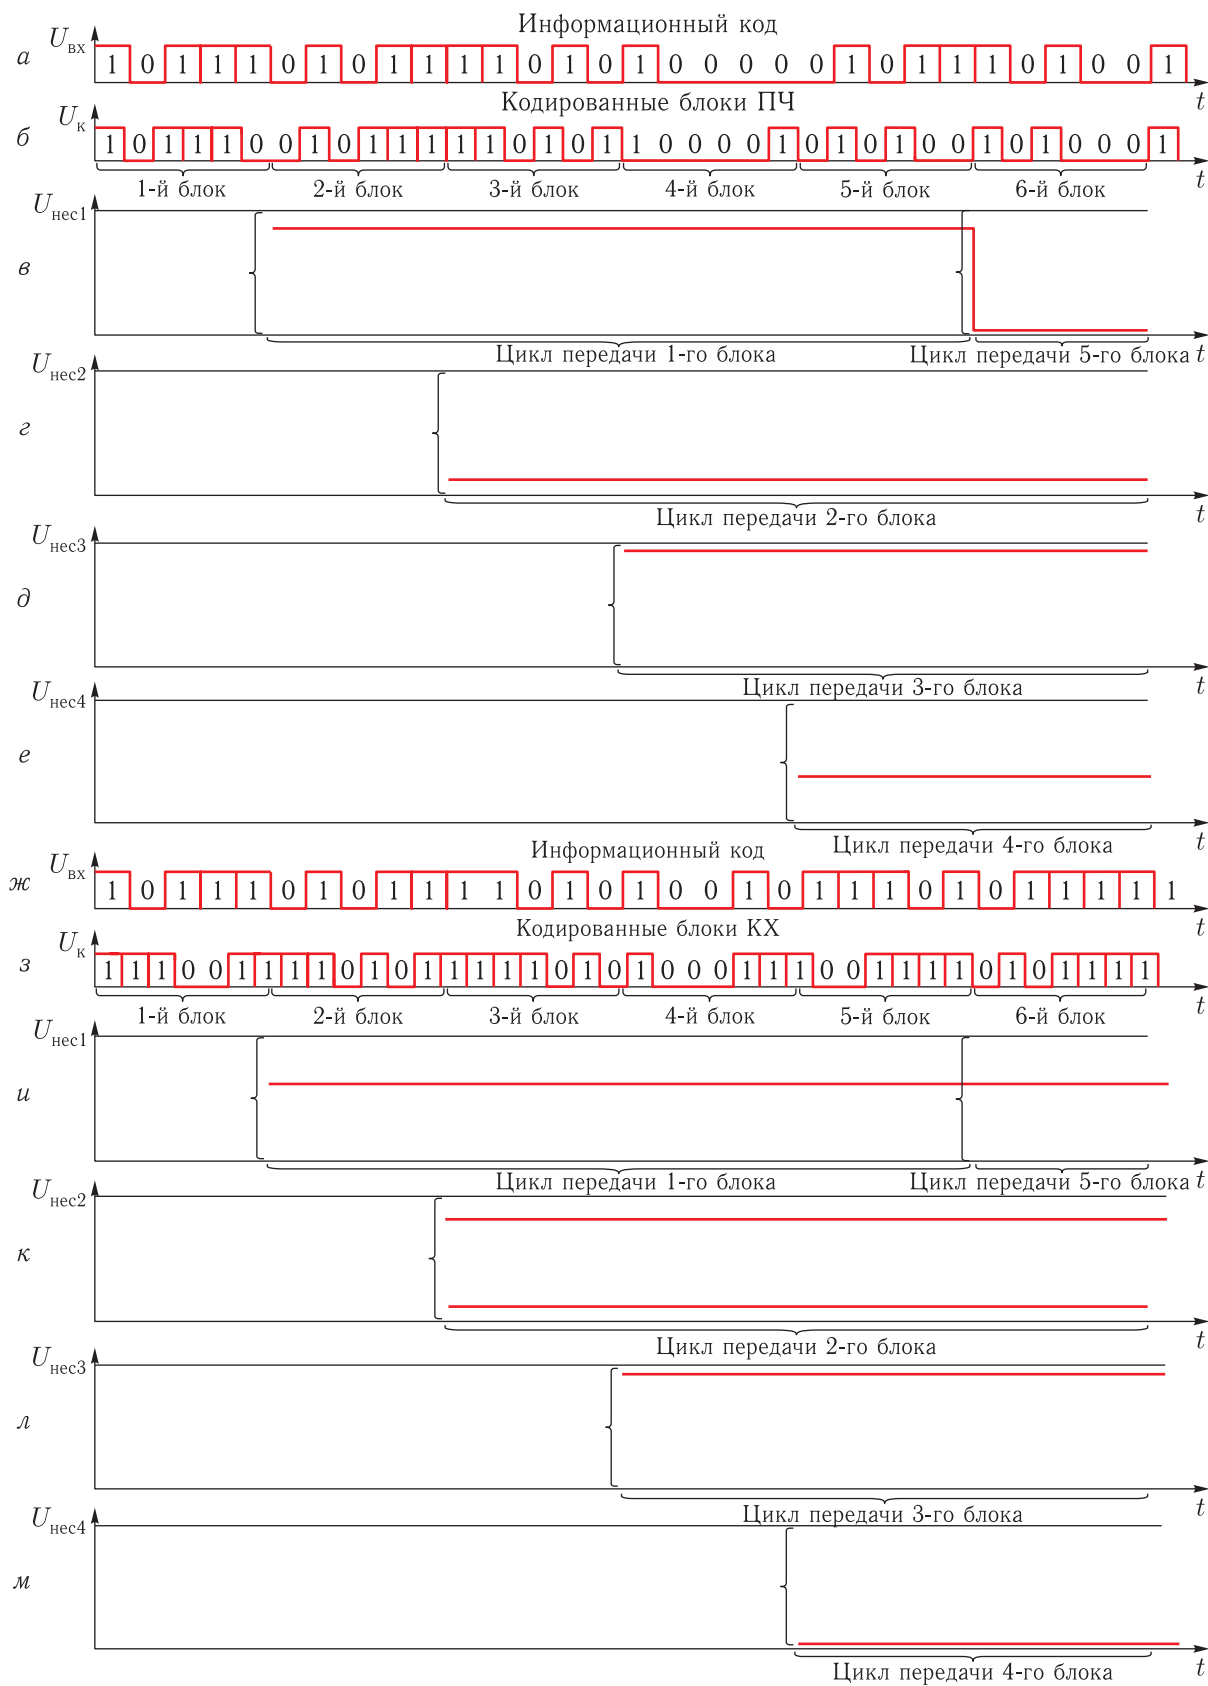 Информационный код
а U вх 1 0 1 1 1 0 1 0 1 1 1 1 0 1 0 1 0 0 0 0 0 1 0 1 1 1 0 1 0 0 1 t
Кодированные блоки ПЧ
б U к 1 0 1 1 1 0 0 1 0 1 1 1 1 1 0 1 0 1 1 0 0 0 0 1 0 1 0 1 0 0 1 0 1 0 0 0 1 t
1-й блок 2-й блок 3-й блок 4-й блок 5-й блок 6-й блок
U нес1
в
Цикл передачи 1-го блока Цикл передачи 5-го блока t
U нес2
г
Цикл передачи 2-го блока t
U нес3
д
Цикл передачи 3-го блока t
U нес4
е
Цикл передачи 4-го блока t
Информационный код
ж U вх 1 0 1 1 1 0 1 0 1 1 1 1 0 1 0 1 0 0 1 0 1 1 1 0 1 0 1 1 1 1 1 t
Кодированные блоки КХ
з U к 1 1 1 0 0 1 1 1 1 0 1 0 1 1 1 1 1 0 1 0 1 0 0 0 1 1 1 0 0 1 1 1 1 0 1 0 1 1 1 1 t
1-й блок 2-й блок 3-й блок 4-й блок 5-й блок 6-й блок
U нес1
и
Цикл передачи 1-го блока Цикл передачи 5-го блока t
U нес2
к
Цикл передачи 2-го блока t
U нес3
л
Цикл передачи 3-го блока t
U нес4
м
Цикл передачи 4-го блока t